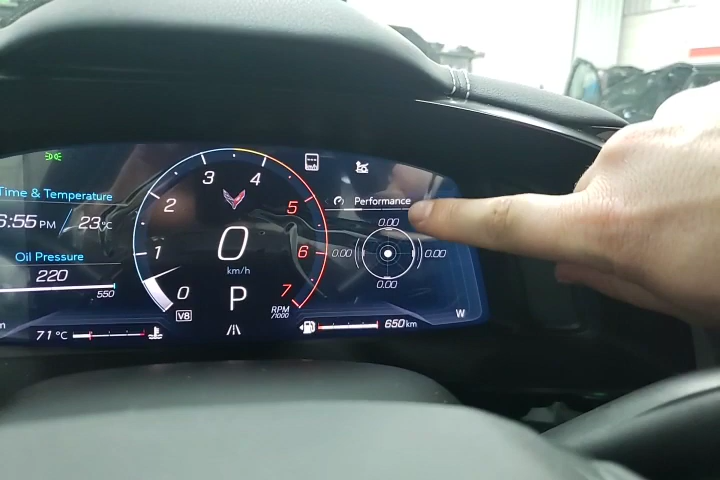 Time & Temperature
6:55 PM
23°C
Oil Pressure
220
550
71 °C
0
1
2
3
4
5
6
7
RPM
/1000
0
km/h
P
V8
Performance
0.00
0.00
0.00
0.00
650 km
W